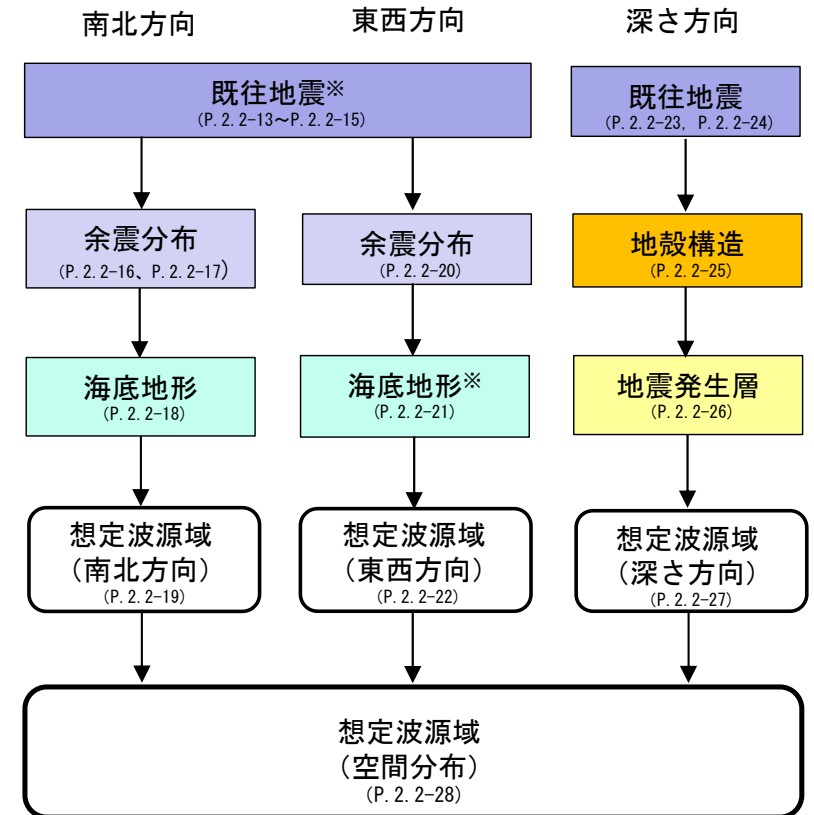 南北方向
東西方向
深さ方向
既往地震※
(P.2.2-13～P.2.2-15)
既往地震
(P.2.2-23, P.2.2-24)
余震分布
(P.2.2-16、P.2.2-17)
余震分布
(P.2.2-20)
地殻構造
(P.2.2-25)
海底地形
(P.2.2-18)
海底地形※
(P.2.2-21)
地震発生層
(P.2.2-26)
想定波源域
(南北方向)
(P.2.2-19)
想定波源域
(東西方向)
(P.2.2-22)
想定波源域
(深さ方向)
(P.2.2-27)
想定波源域
(空間分布)
(P.2.2-28)